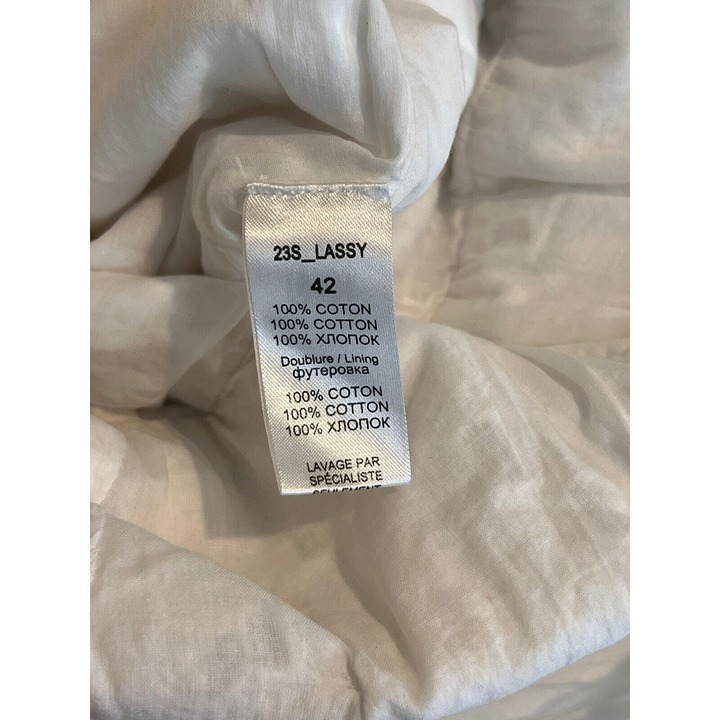 23S_LASSY
42
100% COTON
100% COTTON
100% ХЛОПОК
Doublure / Lining
футеровка
100% COTON
100% COTTON
100% ХЛОПОК
LAVAGE PAR
SPÉCIALISTE
SEULEMENT